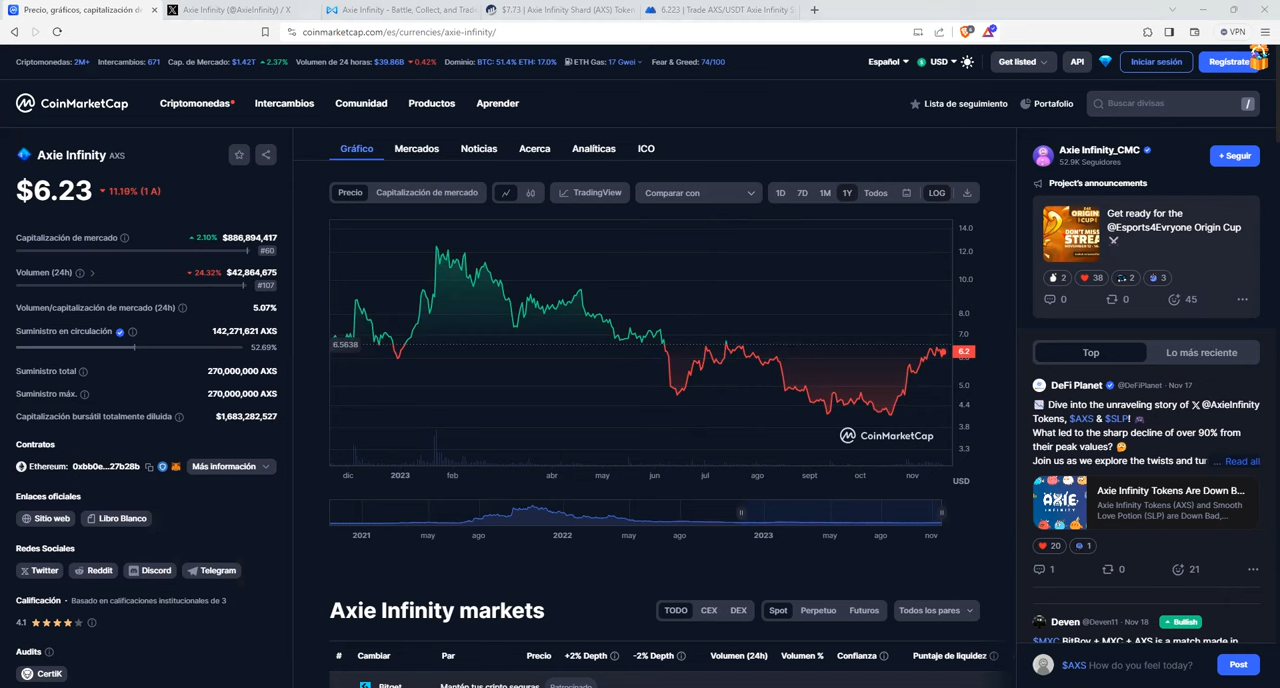 Precio, gráficos, capitalización de
Axie Infinity (@AxieInfinity) / X
Axie Infinity - Battle, Collect, and Trade
$7.73 | Axie Infinity Shard (AXS) Token
6.223 | Trade AXS/USDT Axie Infinity S
coinmarketcap.com/es/currencies/axie-infinity/
VPN
Criptomonedas: 2M+ Intercambios: 671 Cap. de Mercado: $1.42T 2.37% Volumen de 24 horas: $39.86B 0.42% Dominio: BTC: 51.4% ETH: 17.0% ETH Gas: 17 Gwei Fear & Greed: 74/100
Español USD Get listed API Iniciar sesión Regístrate
CoinMarketCap
Criptomonedas Intercambios Comunidad Productos Aprender
Lista de seguimiento Portafolio Buscar divisas /
Axie Infinity AXS
$6.23 11.19% (1 A)
Capitalización de mercado 2.10% $886,894,417
#60
Volumen (24h) 24.32% $42,864,675
#107
Volumen/capitalización de mercado (24h) 5.07%
Suministro en circulación 142,271,621 AXS
52.69%
Suministro total 270,000,000 AXS
Suministro máx. 270,000,000 AXS
Capitalización bursátil totalmente diluida $1,683,282,527
Contratos
Ethereum: 0xbb0e...27b28b Más información
Enlaces oficiales
Sitio web Libro Blanco
Redes Sociales
Twitter Reddit Discord Telegram
Calificación · Basado en calificaciones institucionales de 3
4.1
Audits
CertiK
Gráfico Mercados Noticias Acerca Analíticas ICO
Precio Capitalización de mercado TradingView Comparar con 1D 7D 1M 1Y Todos LOG
14.0
12.0
10.0
8.0
7.0
6.5638
6.2
5.0
4.4
3.8
3.3
CoinMarketCap
dic 2023 feb abr may jun jul ago sept oct nov
USD
2021 may ago 2022 may ago 2023 may ago nov
Axie Infinity markets
TODO CEX DEX Spot Perpetuo Futuros Todos los pares
# Cambiar Par Precio +2% Depth -2% Depth Volumen (24h) Volumen % Confianza Puntaje de liquidez
Bitget Mantén tus cripto seguras Patrocinado
Axie Infinity_CMC
52.9K Seguidores
+ Seguir
Project's announcements
Get ready for the
@Esports4Evryone Origin Cup
2 38 2 3
0 0 45
Top Lo más reciente
DeFi Planet @DeFiPlanet · Nov 17
Dive into the unraveling story of @AxieInfinity
Tokens, $AXS & $SLP!
What led to the sharp decline of over 90% from
their peak values?
Join us as we explore the twists and tur ... Read all
AXIE
INFINITY
Axie Infinity Tokens Are Down B...
Axie Infinity Tokens (AXS) and Smooth
Love Potion (SLP) are Down Bad,...
20 1
1 0 21
Deven @Deven11 · Nov 18 Bullish
$MXC BitBoy + MXC + AXS is a match made in
$AXS How do you feel today? Post